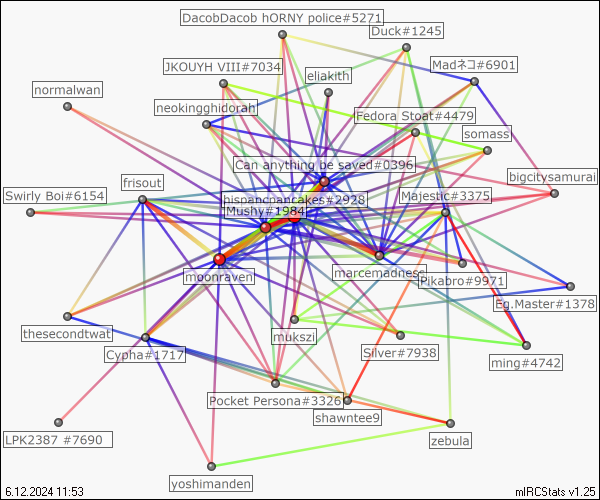 DacobDacob hORNY police#5271
Duck#1245
Madネコ#6901
JKOUYH VIII#7034
eliakith
normalwan
neokingghidorah
Fedora Stoat#4479
somass
Can anything be saved#0396
bigcitysamurai
frisout
Swirly Boi#6154
hispancpancakes#2928
Majestic#3375
Mushy#1984
moonraven
marcemadness
Pikabro#9971
Eg.Master#1378
thesecondtwat
mukszi
Cypha#1717
Silver#7938
ming#4742
Pocket Persona#3326
shawntee9
LPK2387 #7690
zebula
yoshimanden
6.12.2024 11:53
mIRCStats v1.25